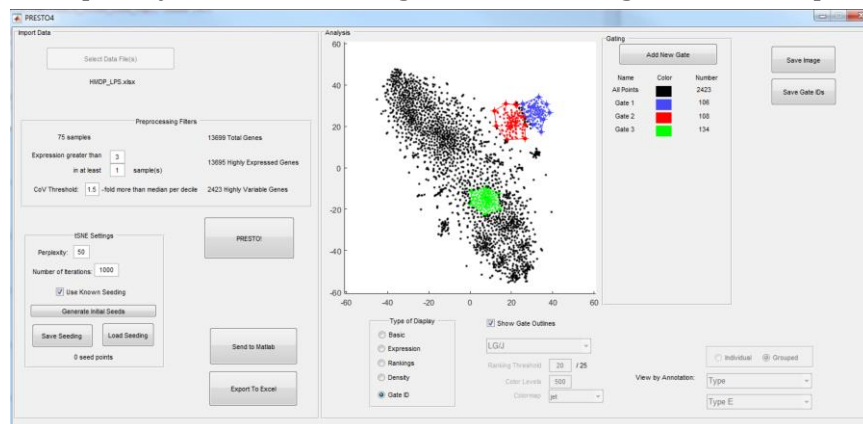 PRESTO4
Import Data
Select Data File(s)
HMDP_LPS.xlsx
Preprocessing Filters
75 samples
13699 Total Genes
Expression greater than 3
in at least 1 sample(s)
13695 Highly Expressed Genes
CoV Threshold: 1.5 -fold more than median per decile
2423 Highly Variable Genes
tSNE Settings
Perplexity: 50
Number of Iterations: 1000
Use Known Seeding
Generate Initial Seeds
Save Seeding Load Seeding
0 seed points
PRESTO!
Send to Matlab
Export To Excel
Analysis
60
40
20
0
-20
-40
-60
-60 -40 -20 0 20 40 60
Type of Display
Basic
Expression
Rankings
Density
Gate ID
Show Gate Outlines
LG/J
Ranking Threshold 20 / 25
Color Levels 500
Colormap jet
View by Annotation:
Individual Grouped
Type
Type E
Gating
Add New Gate
Name Color Number
All Points 2423
Gate 1 106
Gate 2 108
Gate 3 134
Save Image
Save Gate IDs